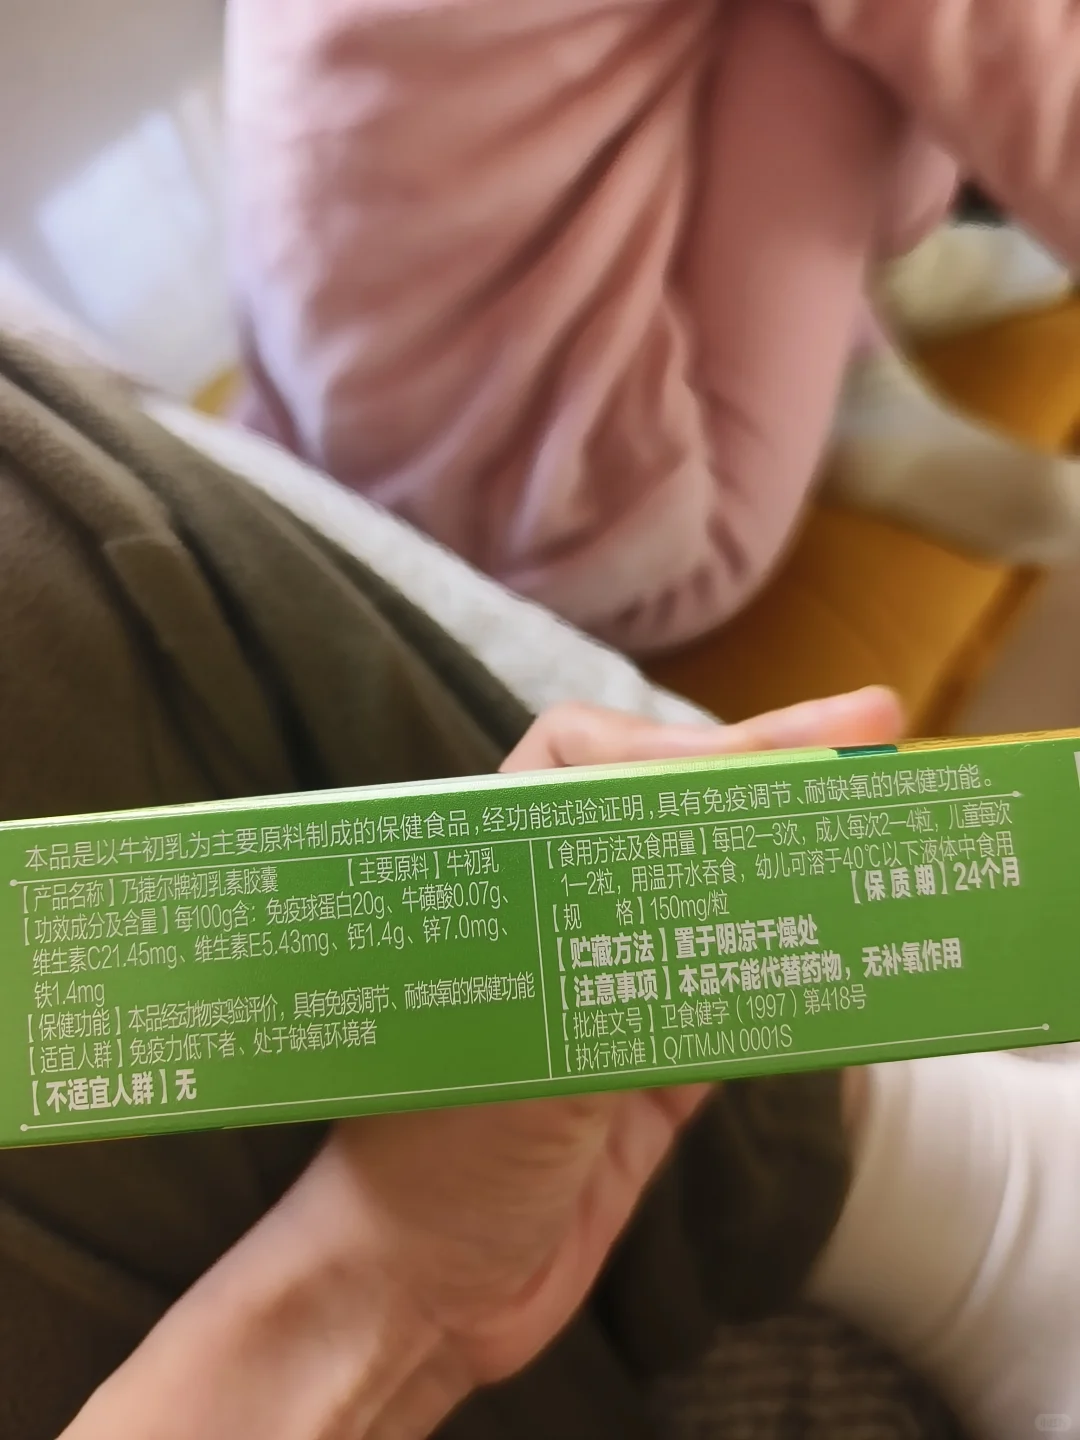 本品是以牛初乳为主要原料制成的保健食品,经功能试验证明,具有免疫调节、耐缺氧的保健功能。
【产品名称】乃捷尔牌初乳素胶囊 【主要原料】牛初乳
【功效成分及含量】每100g含：免疫球蛋白20g、牛磺酸0.07g、
维生素C21.45mg、维生素E5.43mg、钙1.4g、锌7.0mg、
铁1.4mg
【保健功能】本品经动物实验评价，具有免疫调节、耐缺氧的保健功能
【适宜人群】免疫力低下者、处于缺氧环境者
【不适宜人群】无
【食用方法及食用量】每日2—3次，成人每次2—4粒，儿童每次
1—2粒，用温开水吞食，幼儿可溶于40℃以下液体中食用
【规 格】150mg/粒 【保质期】24个月
【贮藏方法】置于阴凉干燥处
【注意事项】本品不能代替药物，无补氧作用
【批准文号】卫食健字（1997）第418号
【执行标准】Q/TMJN 0001S